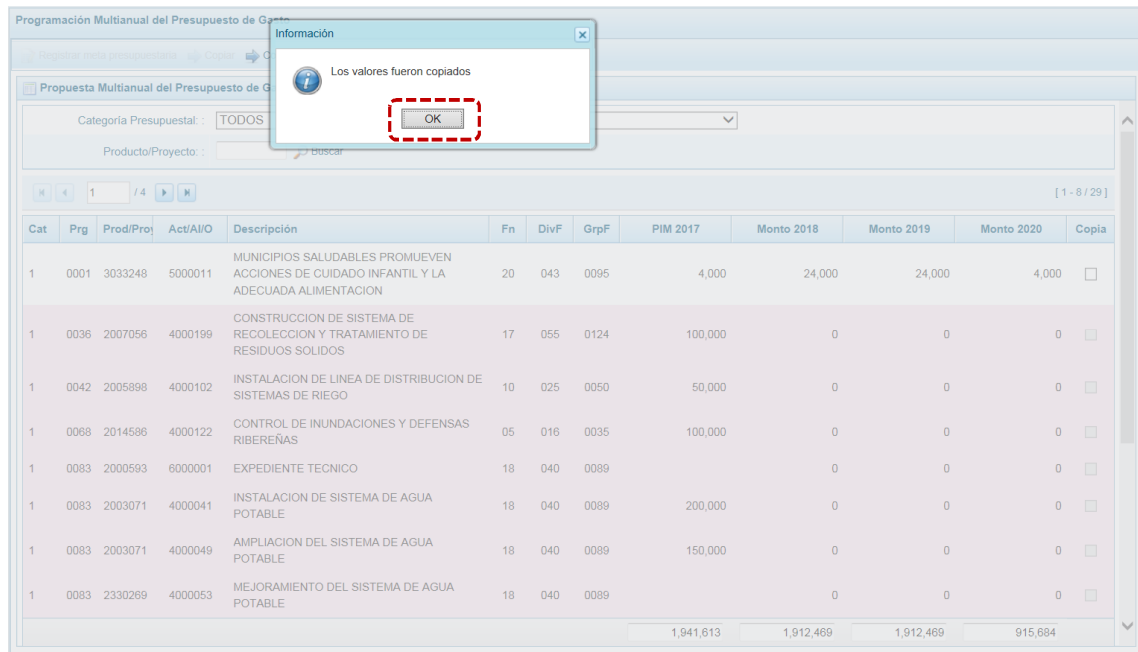 Programación Multianual del Presupuesto de Gasto
Información
Registrar meta presupuestaria Copiar C
Los valores fueron copiados
OK
Propuesta Multianual del Presupuesto de G
Categoría Presupuestal: : TODOS
Producto/Proyecto: : Buscar
1 / 4 [ 1 - 8 / 29 ]
Cat Prg Prod/Proy Act/AI/O Descripción Fn DivF GrpF PIM 2017 Monto 2018 Monto 2019 Monto 2020 Copia
MUNICIPIOS SALUDABLES PROMUEVEN
1 0001 3033248 5000011 ACCIONES DE CUIDADO INFANTIL Y LA 20 043 0095 4,000 24,000 24,000 4,000
ADECUADA ALIMENTACION
CONSTRUCCION DE SISTEMA DE
1 0036 2007056 4000199 RECOLECCION Y TRATAMIENTO DE 17 055 0124 100,000 0 0 0
RESIDUOS SOLIDOS
1 0042 2005898 4000102 INSTALACION DE LINEA DE DISTRIBUCION DE 10 025 0050 50,000 0 0 0
SISTEMAS DE RIEGO
1 0068 2014586 4000122 CONTROL DE INUNDACIONES Y DEFENSAS 05 016 0035 100,000 0 0 0
RIBEREÑAS
1 0083 2000593 6000001 EXPEDIENTE TECNICO 18 040 0089 0 0 0
1 0083 2003071 4000041 INSTALACION DE SISTEMA DE AGUA 18 040 0089 200,000 0 0 0
POTABLE
1 0083 2003071 4000049 AMPLIACION DEL SISTEMA DE AGUA 18 040 0089 150,000 0 0 0
POTABLE
1 0083 2330269 4000053 MEJORAMIENTO DEL SISTEMA DE AGUA 18 040 0089 0 0 0
POTABLE
1,941,613 1,912,469 1,912,469 915,684